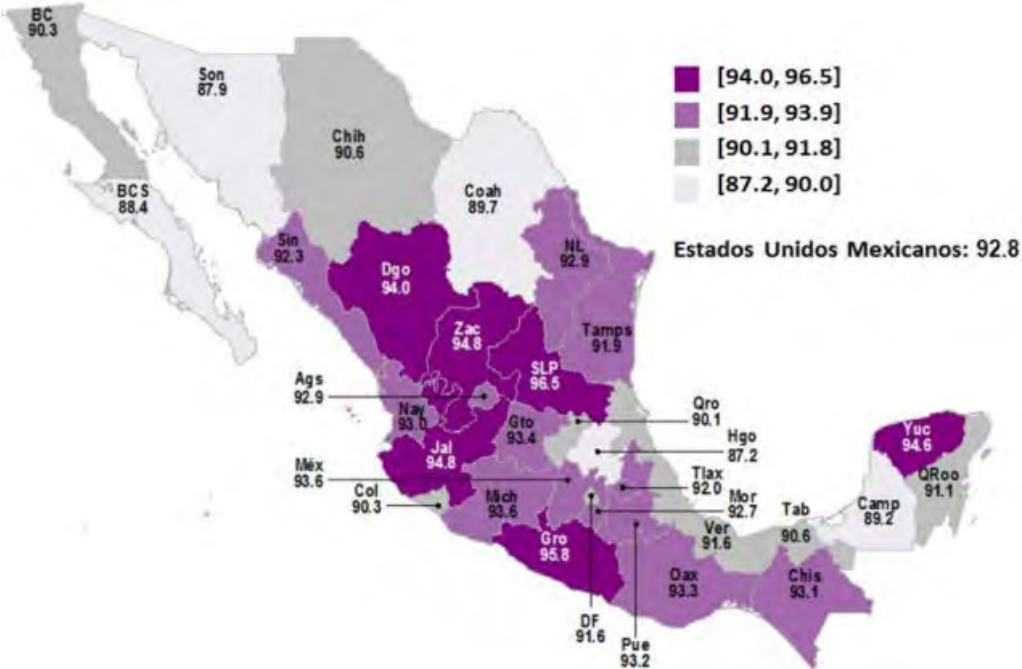 BC
90.3
Son
87.9
[94.0, 96.5]
[91.9, 93.9]
Chih
90.6
[90.1, 91.8]
BCS
88.4
Coah
89.7
[87.2, 90.0]
Sin
92.3
NL
92.9
Estados Unidos Mexicanos: 92.8
Dgo
94.0
Zac
94.8
Tamps
91.9
SLP
96.5
Ags
92.9
Nay
93.0
Gto
93.4
Qro
90.1
Jal
94.8
Hgo
87.2
Yuc
94.6
Méx
93.6
Tlax
92.0
QRoo
91.1
Col
90.3
Mich
93.6
Mor
92.7
Tab
90.6
Camp
89.2
Gro
95.8
Ver
91.6
Oax
93.3
Chis
93.1
DF
91.6
Pue
93.2